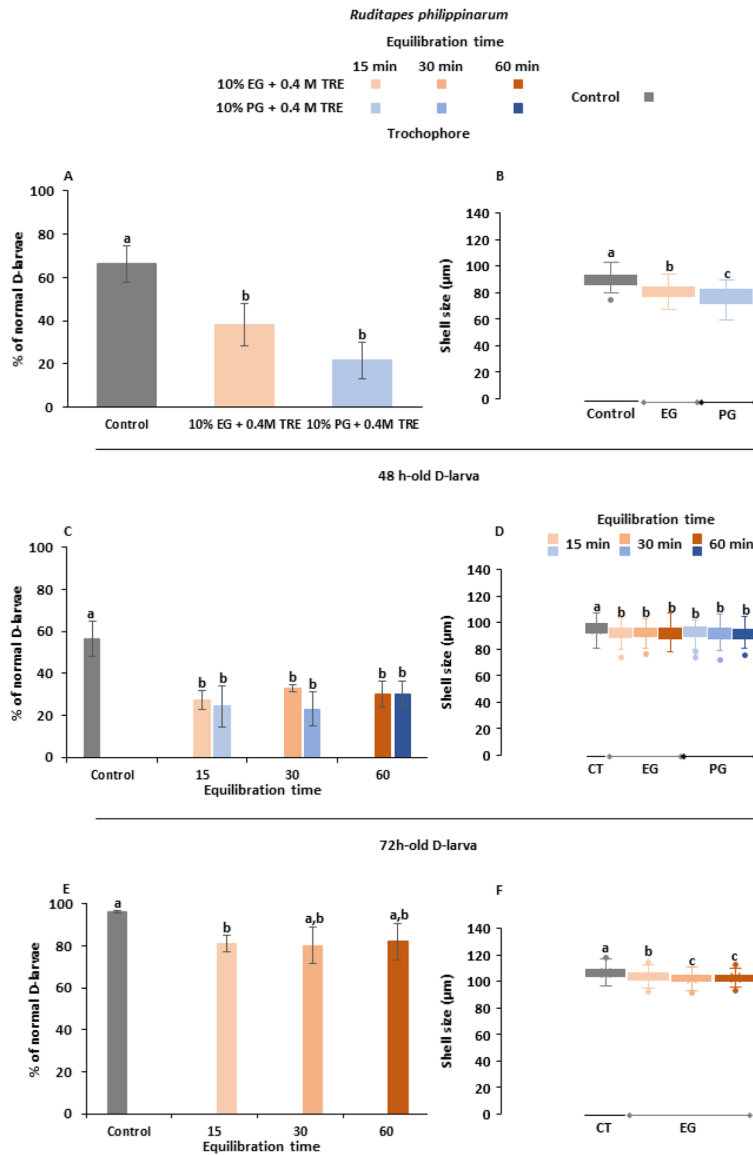 Ruditapes philippinarum
Equilibration time
15 min 30 min 60 min
10% EG + 0.4 M TRE
10% PG + 0.4 M TRE
Control
Trochophore
A
% of normal D-larvae
100
80
60
40
20
0
a
b
b
Control 10% EG + 0.4M TRE 10% PG + 0.4M TRE
B
Shell size (µm)
140
120
100
80
60
40
20
0
a
b
c
Control EG PG
48 h-old D-larva
C
% of normal D-larvae
100
80
60
40
20
0
a
b b
b b
b b
Control 15 30 60
Equilibration time
D
Equilibration time
15 min 30 min 60 min
Shell size (µm)
140
120
100
80
60
40
20
0
a b b b b b b
CT EG PG
72h-old D-larva
E
% of normal D-larvae
100
80
60
40
20
0
a
b
a,b
a,b
Control 15 30 60
Equilibration time
F
Shell size (µm)
140
120
100
80
60
40
20
0
a b c c
CT EG